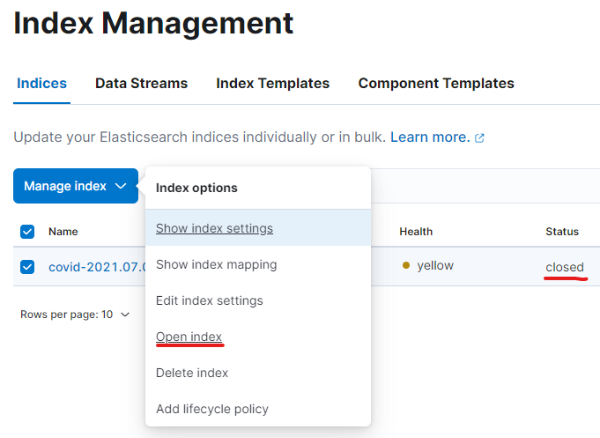 Index Management
Indices Data Streams Index Templates Component Templates
Update your Elasticsearch indices individually or in bulk. Learn more.
Manage index
Index options
Show index settings
Show index mapping
Edit index settings
Open index
Delete index
Add lifecycle policy
Name Health Status
covid-2021.07. yellow closed
Rows per page: 10